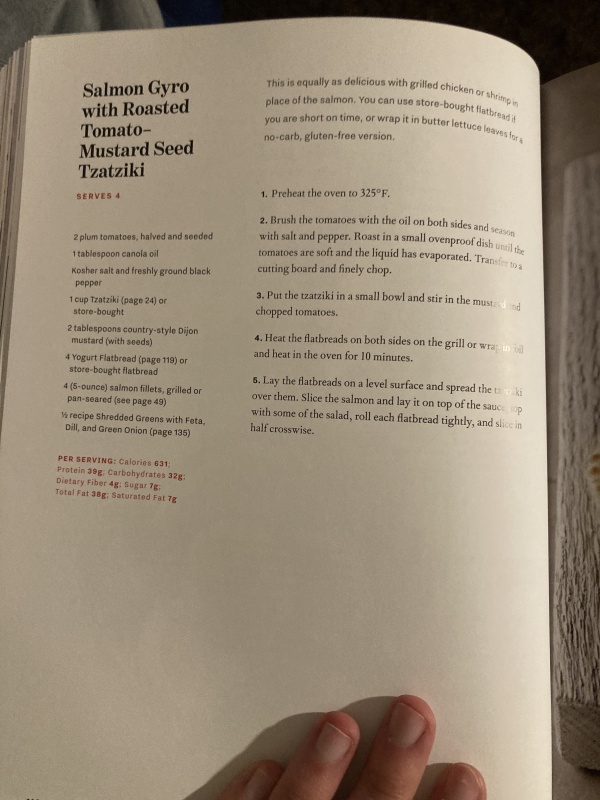 Salmon Gyro
with Roasted
Tomato–
Mustard Seed
Tzatziki
SERVES 4
2 plum tomatoes, halved and seeded
1 tablespoon canola oil
Kosher salt and freshly ground black
pepper
1 cup Tzatziki (page 24) or
store-bought
2 tablespoons country-style Dijon
mustard (with seeds)
4 Yogurt Flatbread (page 119) or
store-bought flatbread
4 (5-ounce) salmon fillets, grilled or
pan-seared (see page 49)
½ recipe Shredded Greens with Feta,
Dill, and Green Onion (page 135)
PER SERVING: Calories 631;
Protein 39g; Carbohydrates 32g;
Dietary Fiber 4g; Sugar 7g;
Total Fat 38g; Saturated Fat 7g
This is equally as delicious with grilled chicken or shrimp in
place of the salmon. You can use store-bought flatbread if
you are short on time, or wrap it in butter lettuce leaves for a
no-carb, gluten-free version.
1. Preheat the oven to 325°F.
2. Brush the tomatoes with the oil on both sides and season
with salt and pepper. Roast in a small ovenproof dish until the
tomatoes are soft and the liquid has evaporated. Transfer to a
cutting board and finely chop.
3. Put the tzatziki in a small bowl and stir in the and
chopped tomatoes.
4. Heat the flatbreads on both sides on the grill or wrap in foil
and heat in the oven for 10 minutes.
5. Lay the flatbreads on a level surface and spread the
over them. Slice the salmon and lay it on top of the sauce, top
with some of the salad, roll each flatbread tightly, and slice in
half crosswise.